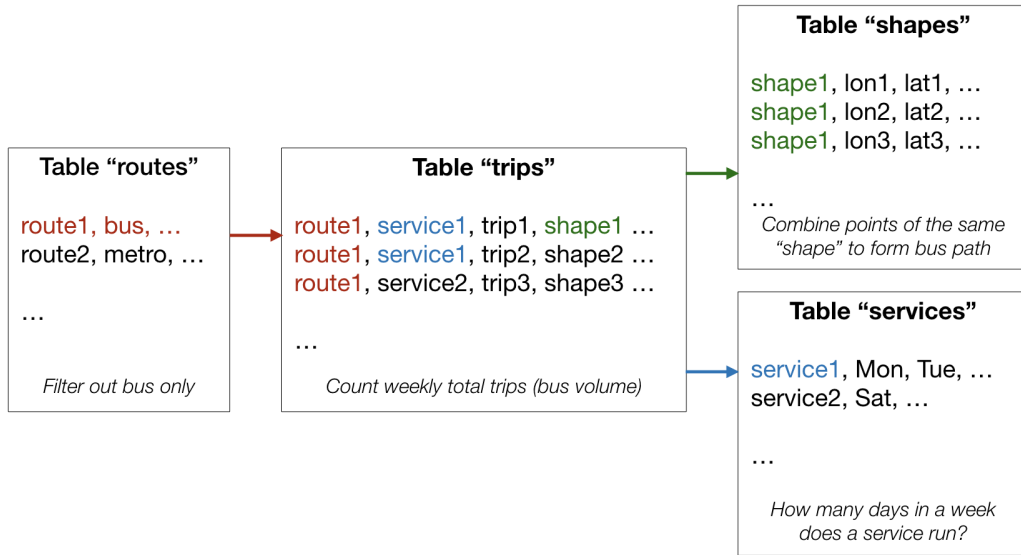 Table “routes”
route1, bus, …
route2, metro, …
…
Filter out bus only
Table “trips”
route1, service1, trip1, shape1 …
route1, service1, trip2, shape2 …
route1, service2, trip3, shape3 …
…
Count weekly total trips (bus volume)
Table “shapes”
shape1, lon1, lat1, …
shape1, lon2, lat2, …
shape1, lon3, lat3, …
…
Combine points of the same
“shape” to form bus path
Table “services”
service1, Mon, Tue, …
service2, Sat, …
…
How many days in a week
does a service run?